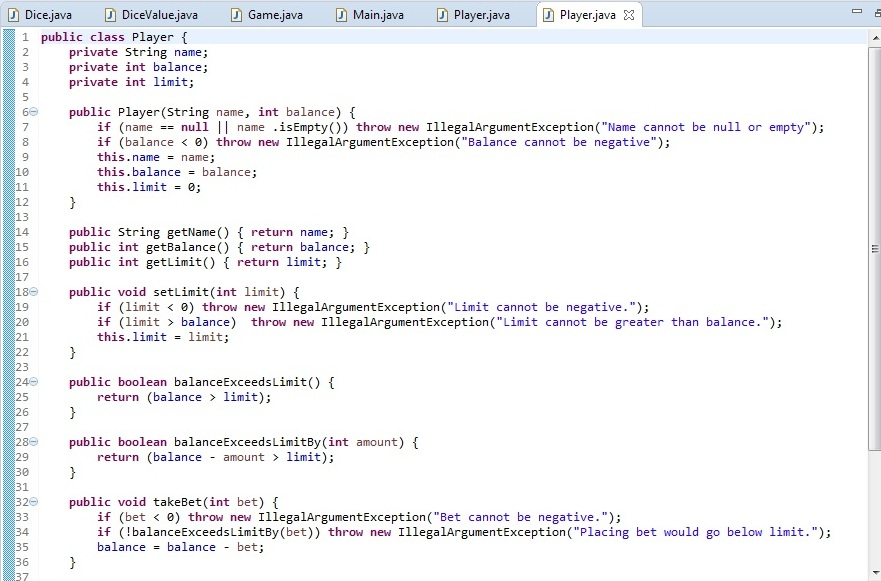 Dice.java DiceValue.java Game.java Main.java Player.java Player.java
1 public class Player {
2     private String name;
3     private int balance;
4     private int limit;
5
6     public Player(String name, int balance) {
7         if (name == null || name .isEmpty()) throw new IllegalArgumentException("Name cannot be null or empty");
8         if (balance < 0) throw new IllegalArgumentException("Balance cannot be negative");
9         this.name = name;
10         this.balance = balance;
11         this.limit = 0;
12     }
13
14     public String getName() { return name; }
15     public int getBalance() { return balance; }
16     public int getLimit() { return limit; }
17
18     public void setLimit(int limit) {
19         if (limit < 0) throw new IllegalArgumentException("Limit cannot be negative.");
20         if (limit > balance)  throw new IllegalArgumentException("Limit cannot be greater than balance.");
21         this.limit = limit;
22     }
23
24     public boolean balanceExceedsLimit() {
25         return (balance > limit);
26     }
27
28     public boolean balanceExceedsLimitBy(int amount) {
29         return (balance - amount > limit);
30     }
31
32     public void takeBet(int bet) {
33         if (bet < 0) throw new IllegalArgumentException("Bet cannot be negative.");
34         if (!balanceExceedsLimitBy(bet)) throw new IllegalArgumentException("Placing bet would go below limit.");
35         balance = balance - bet;
36     }
37